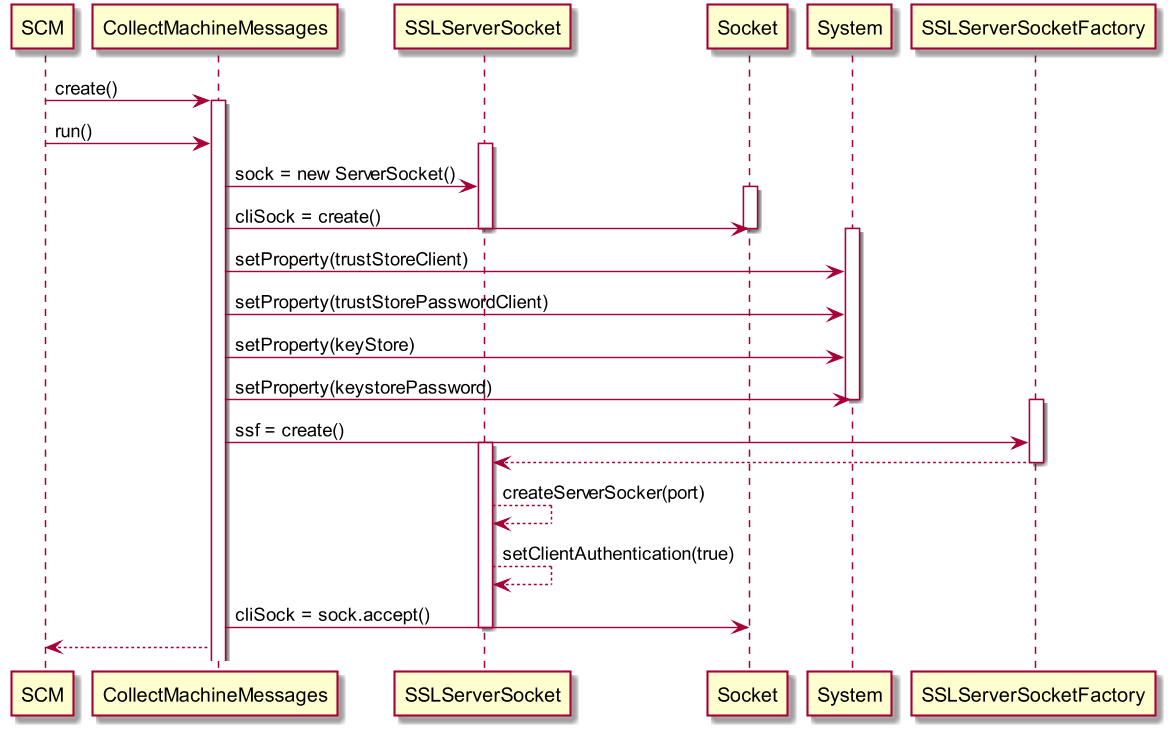 SCM
CollectMachineMessages
SSLServerSocket
Socket
System
SSLServerSocketFactory
create()
run()
sock = new ServerSocket()
cliSock = create()
setProperty(trustStoreClient)
setProperty(trustStorePasswordClient)
setProperty(keyStore)
setProperty(keystorePassword)
ssf = create()
createServerSocker(port)
setClientAuthentication(true)
cliSock = sock.accept()
SCM
CollectMachineMessages
SSLServerSocket
Socket
System
SSLServerSocketFactory